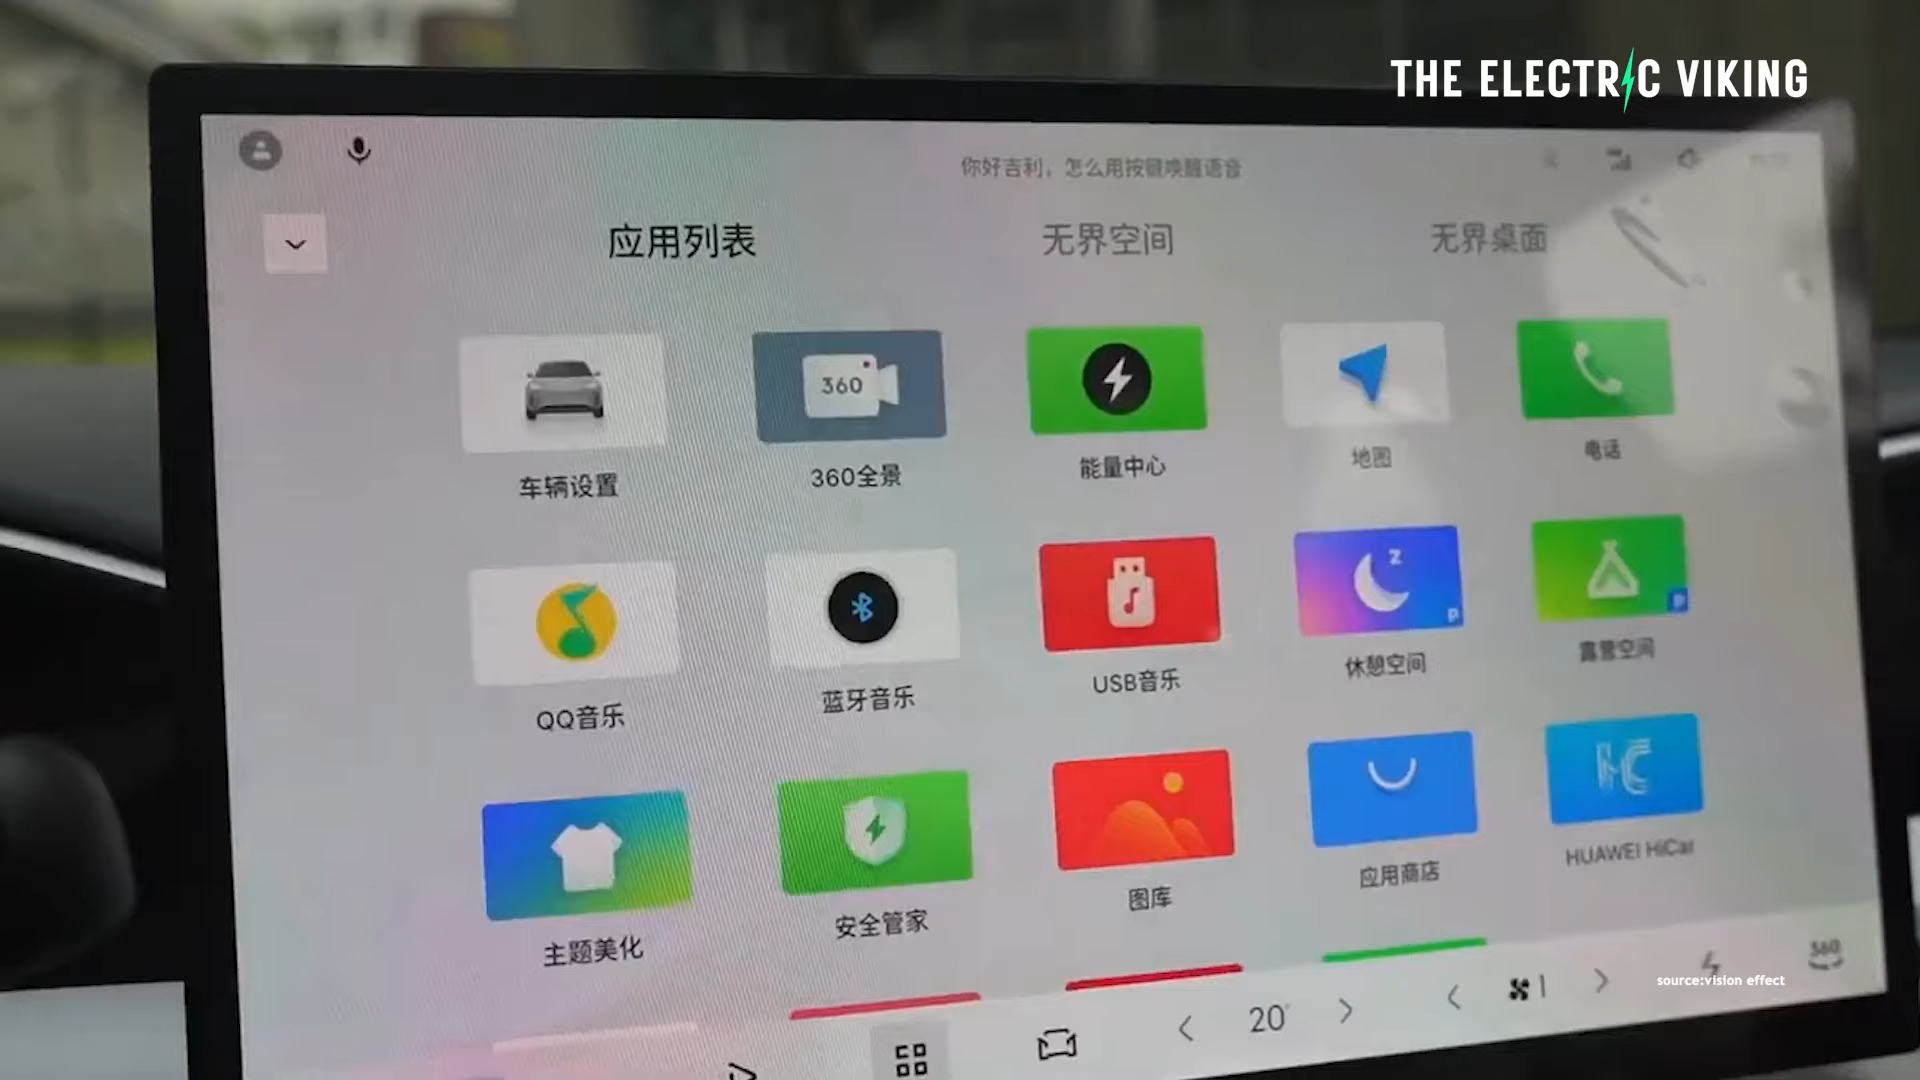 THE ELECTRIC VIKING
你好吉利，怎么用按键唤醒语音
应用列表 无界空间 无界桌面
360
车辆设置 360全景 能量中心 地图 电话
z
P P
QQ音乐 蓝牙音乐 USB音乐 休憩空间 露营空间
HC
主题美化 安全管家 图库 应用商店 HUAWEI HiCar
20° 1 360
source:vision effect